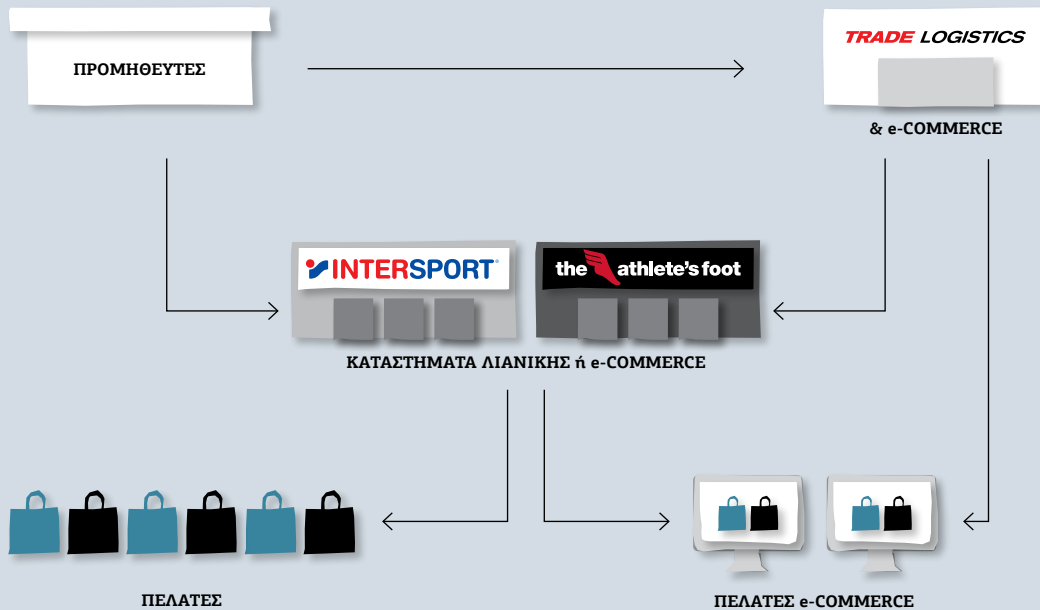 ΠΡΟΜΗΘΕΥΤΕΣ
TRADE LOGISTICS
& e-COMMERCE
INTERSPORT
the athlete's foot
ΚΑΤΑΣΤΗΜΑΤΑ ΛΙΑΝΙΚΗΣ ή e-COMMERCE
ΠΕΛΑΤΕΣ
ΠΕΛΑΤΕΣ e-COMMERCE